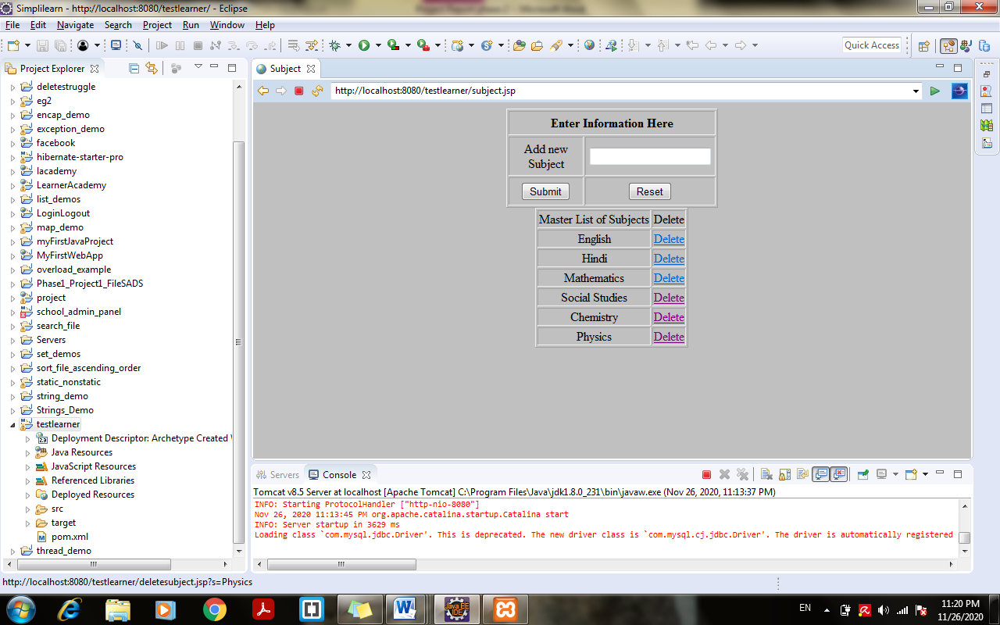 Simplilearn - http://localhost:8080/testlearner/ - Eclipse
File Edit Navigate Search Project Run Window Help
Quick Access
Project Explorer
Subject
deletestruggle
eg2
encap_demo
exception_demo
facebook
hibernate-starter-pro
lacademy
LearnerAcademy
list_demos
LoginLogout
map_demo
myFirstJavaProject
MyFirstWebApp
overload_example
Phase1_Project1_FileSADS
project
school_admin_panel
search_file
Servers
set_demos
sort_file_ascending_order
static_nonstatic
string_demo
Strings_Demo
testlearner
Deployment Descriptor: Archetype Created
Java Resources
JavaScript Resources
Referenced Libraries
Deployed Resources
src
target
pom.xml
thread_demo
http://localhost:8080/testlearner/subject.jsp
Enter Information Here
Add new
Subject
Submit Reset
Master List of Subjects Delete
English Delete
Hindi Delete
Mathematics Delete
Social Studies Delete
Chemistry Delete
Physics Delete
Servers Console
Tomcat v8.5 Server at localhost [Apache Tomcat] C:\Program Files\Java\jdk1.8.0_231\bin\javaw.exe (Nov 26, 2020, 11:13:37 PM)
INFO: Starting ProtocolHandler ["http-nio-8080"]
Nov 26, 2020 11:13:45 PM org.apache.catalina.startup.Catalina start
INFO: Server startup in 3629 ms
Loading class `com.mysql.jdbc.Driver'. This is deprecated. The new driver class is `com.mysql.cj.jdbc.Driver'. The driver is automatically registered
http://localhost:8080/testlearner/deletesubject.jsp?s=Physics
EN
11:20 PM
11/26/2020